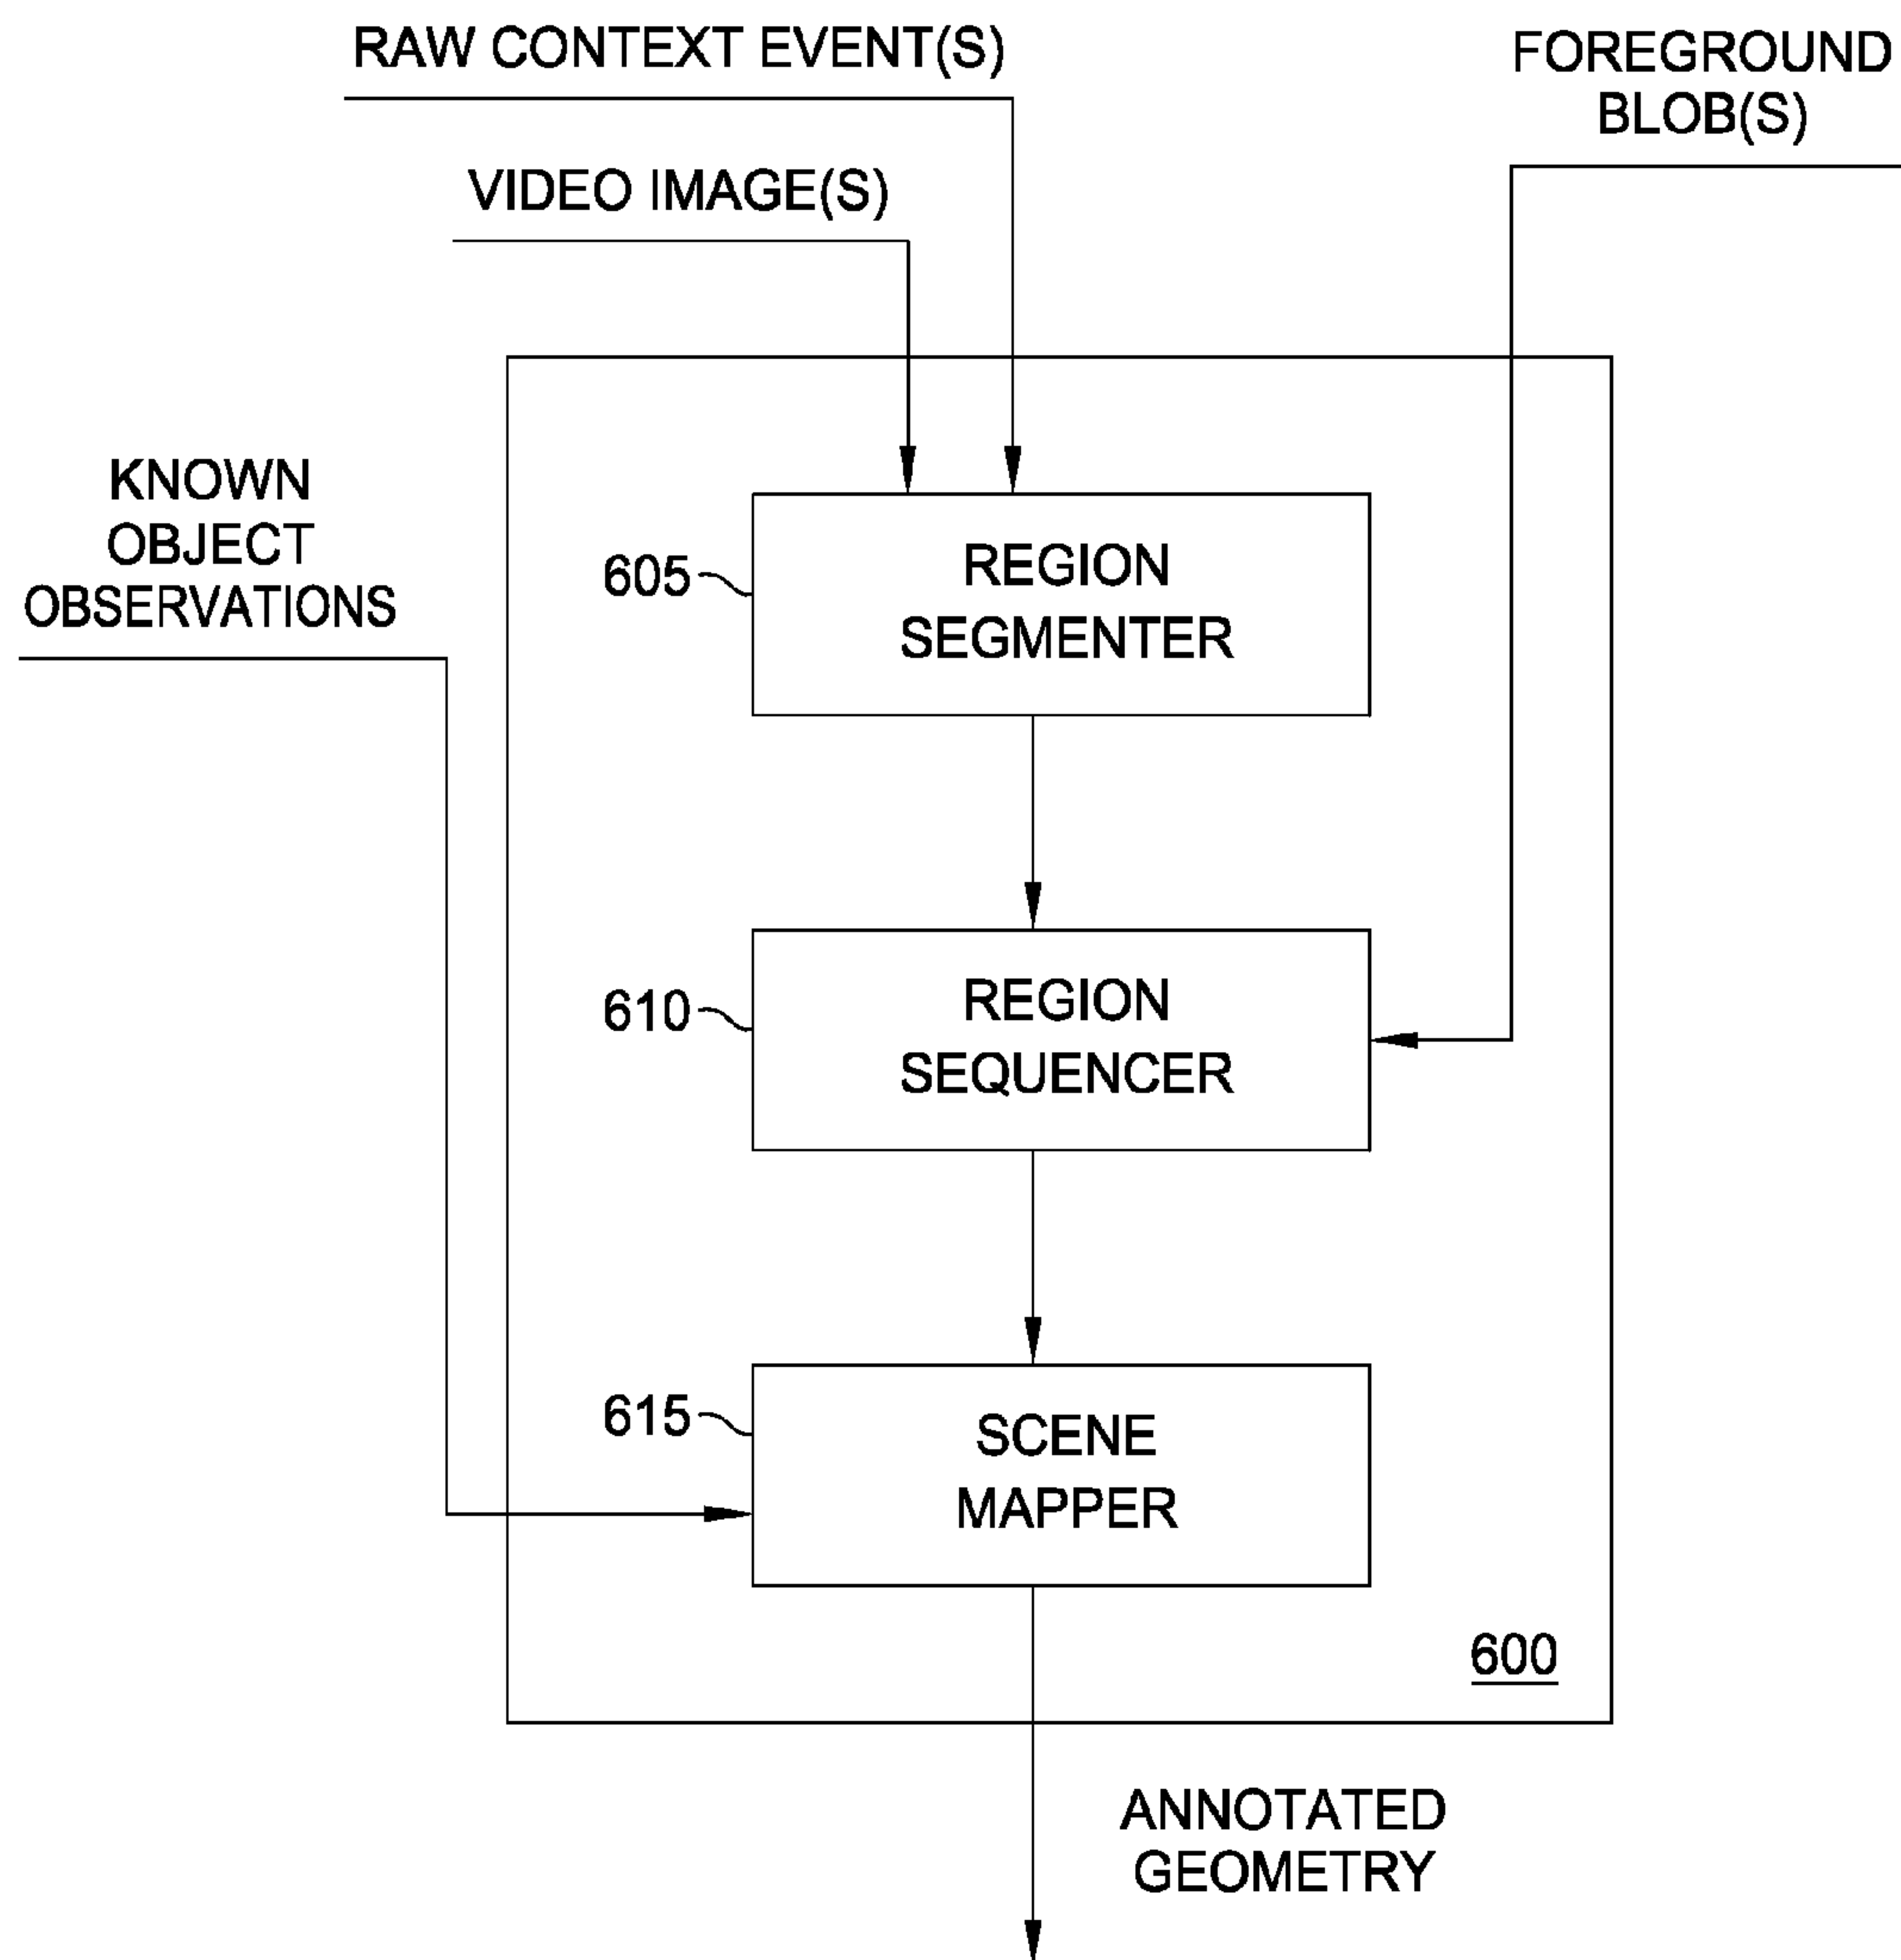 RAW CONTEXT EVENT(S)
FOREGROUND
BLOB(S)
VIDEO IMAGE(S)
KNOWN
OBJECT
OBSERVATIONS
605
REGION
SEGMENTER
610
REGION
SEQUENCER
615
SCENE
MAPPER
600
ANNOTATED
GEOMETRY